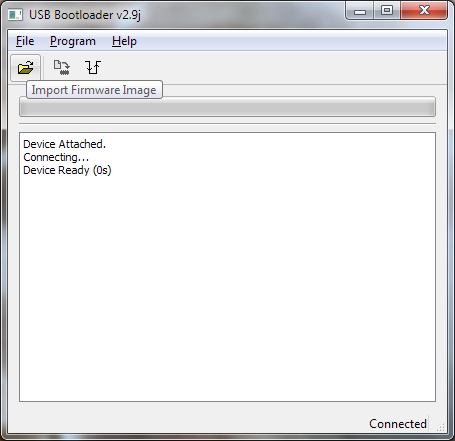 USB Bootloader v2.9j
File Program Help
Import Firmware Image
Device Attached.
Connecting...
Device Ready (0s)
Connected